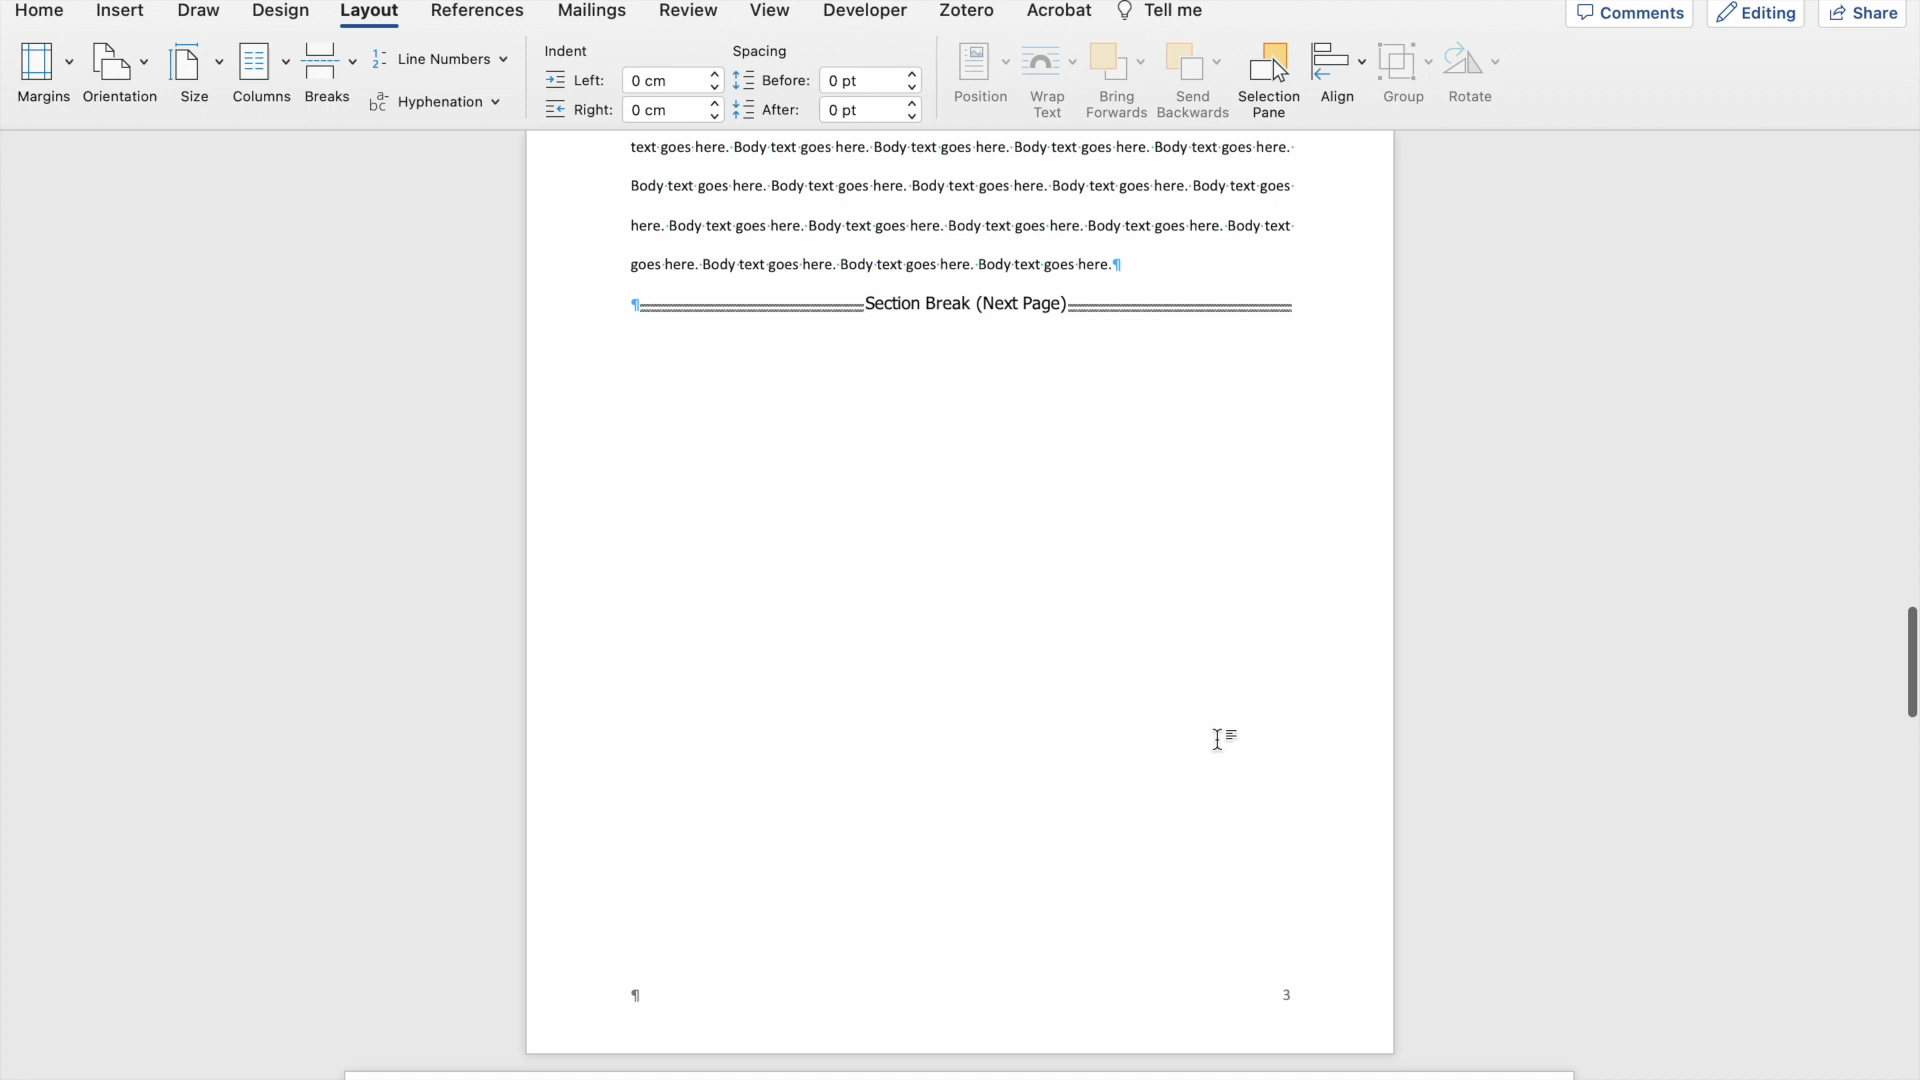 Home Insert Draw Design Layout References Mailings Review View Developer Zotero Acrobat Tell me Comments Editing Share
Margins Orientation Size Columns Breaks
1- 2- Line Numbers
a- bc Hyphenation
Indent
Left: 0 cm
Right: 0 cm
Spacing
Before: 0 pt
After: 0 pt
Position Wrap Text Bring Forwards Send Backwards Selection Pane Align Group Rotate
text·goes·here.·Body·text·goes·here.·Body·text·goes·here.·Body·text·goes·here.·Body·text·goes·here.·
Body·text·goes·here.·Body·text·goes·here.·Body·text·goes·here.·Body·text·goes·here.·Body·text·goes·
here.·Body·text·goes·here.·Body·text·goes·here.·Body·text·goes·here.·Body·text·goes·here.·Body·text·
goes·here.·Body·text·goes·here.·Body·text·goes·here.·Body·text·goes·here.¶
¶Section Break (Next Page)
¶ 3